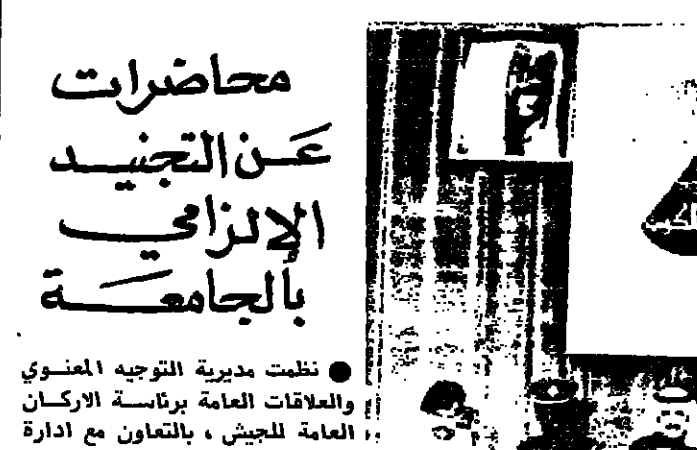 محاضرات
عن التجنيد
الإلزامي
بالجامعة
● نظمت مديرية التوجيه المعنوي
والعلاقات العامة برئاسة الاركان
العامة للجيش ، بالتعاون مع ادارة